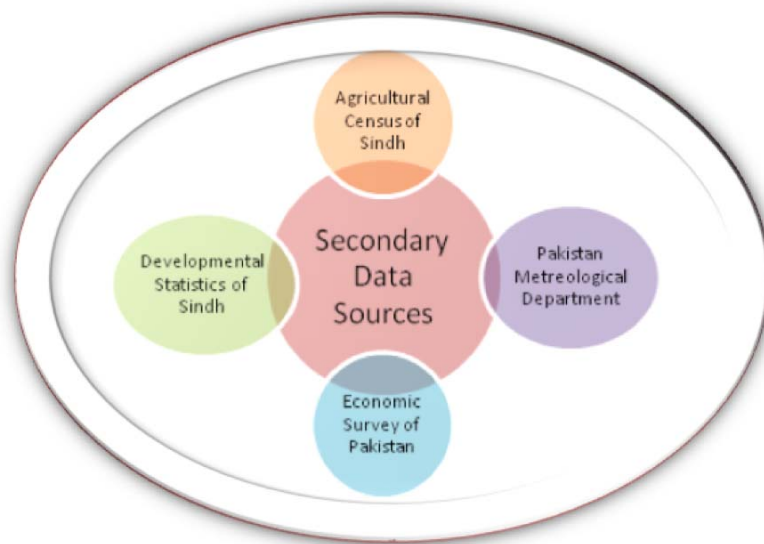 Agricultural
Census of
Sindh
Developmental
Statistics of
Sindh
Secondary
Data
Sources
Pakistan
Metreological
Department
Economic
Survey of
Pakistan